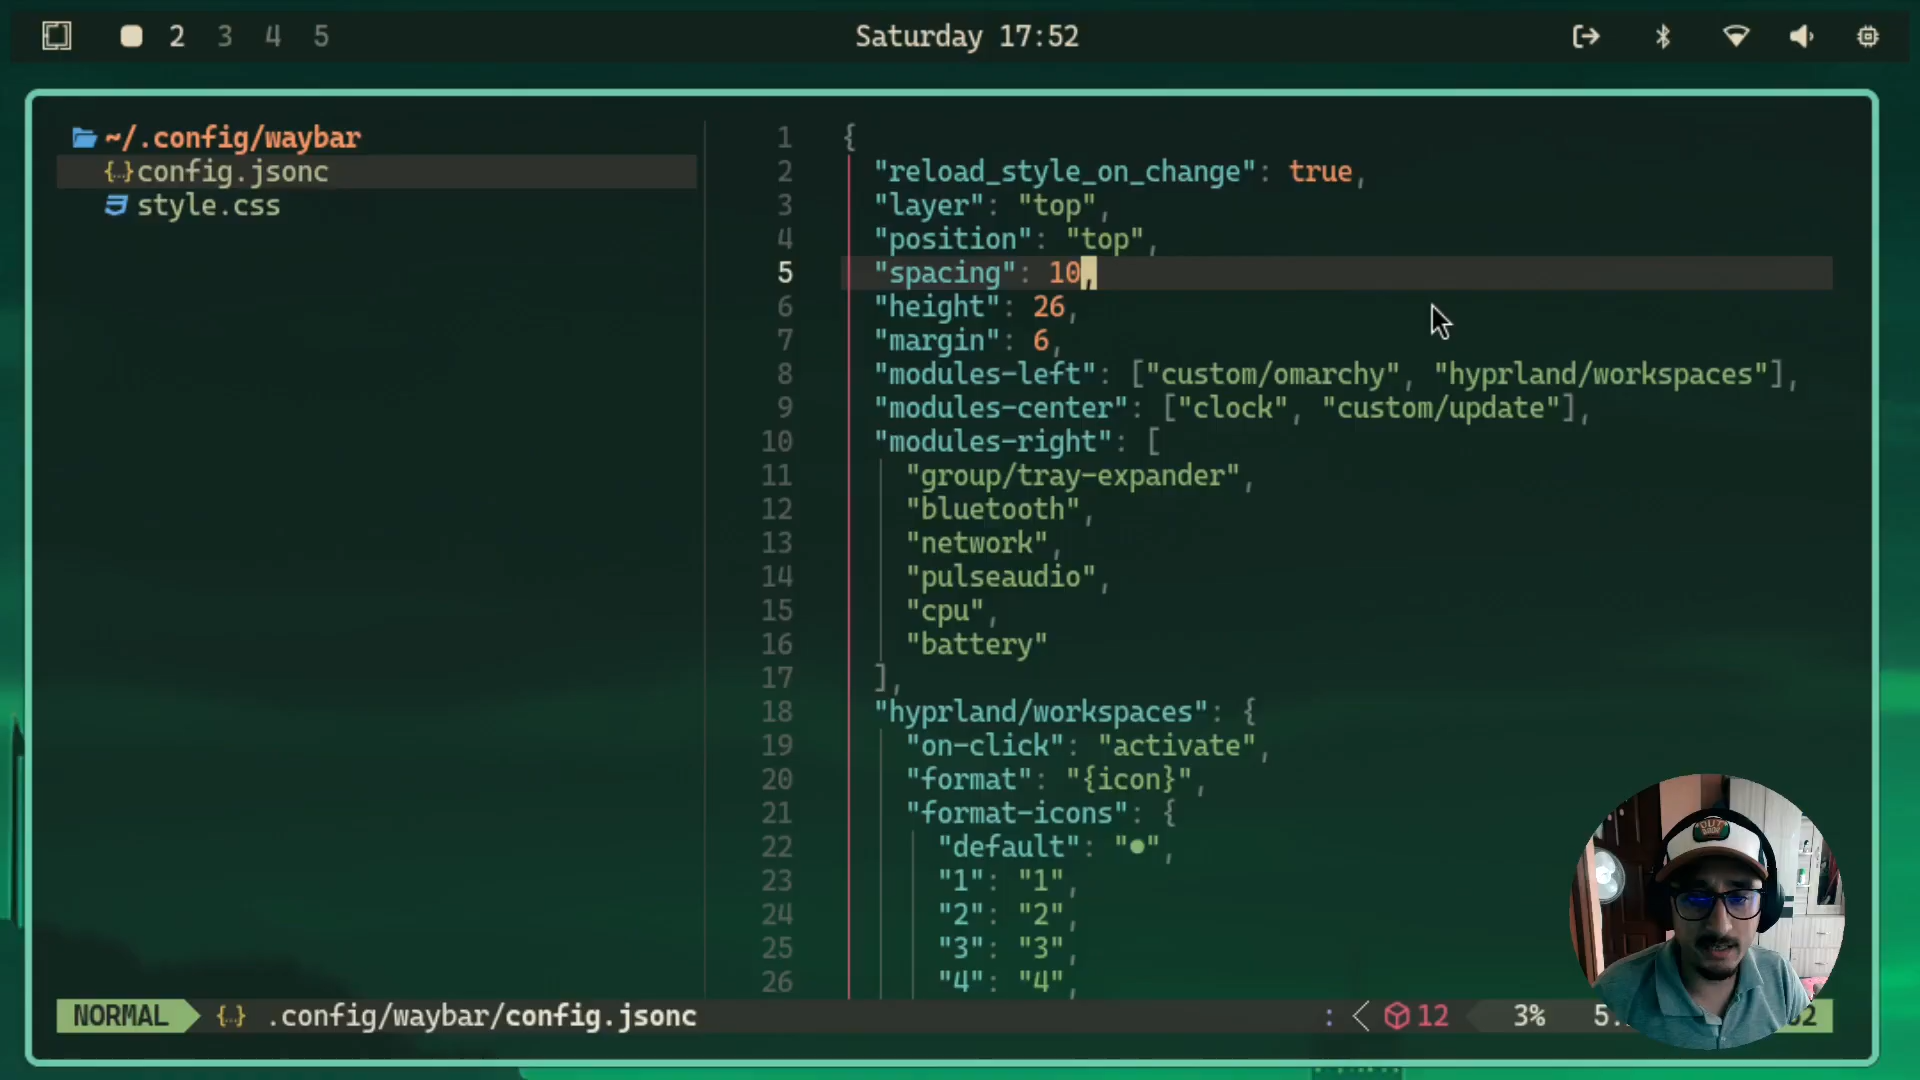 2 3 4 5
Saturday 17:52
~/.config/waybar
config.jsonc
style.css
1 {
2 "reload_style_on_change": true,
3 "layer": "top",
4 "position": "top",
5 "spacing": 10,
6 "height": 26,
7 "margin": 6,
8 "modules-left": ["custom/omarchy", "hyprland/workspaces"],
9 "modules-center": ["clock", "custom/update"],
10 "modules-right": [
11 "group/tray-expander",
12 "bluetooth",
13 "network",
14 "pulseaudio",
15 "cpu",
16 "battery"
17 ],
18 "hyprland/workspaces": {
19 "on-click": "activate",
20 "format": "{icon}",
21 "format-icons": {
22 "default": "●",
23 "1": "1",
24 "2": "2",
25 "3": "3",
26 "4": "4",
NORMAL {..} .config/waybar/config.jsonc : 12 3%